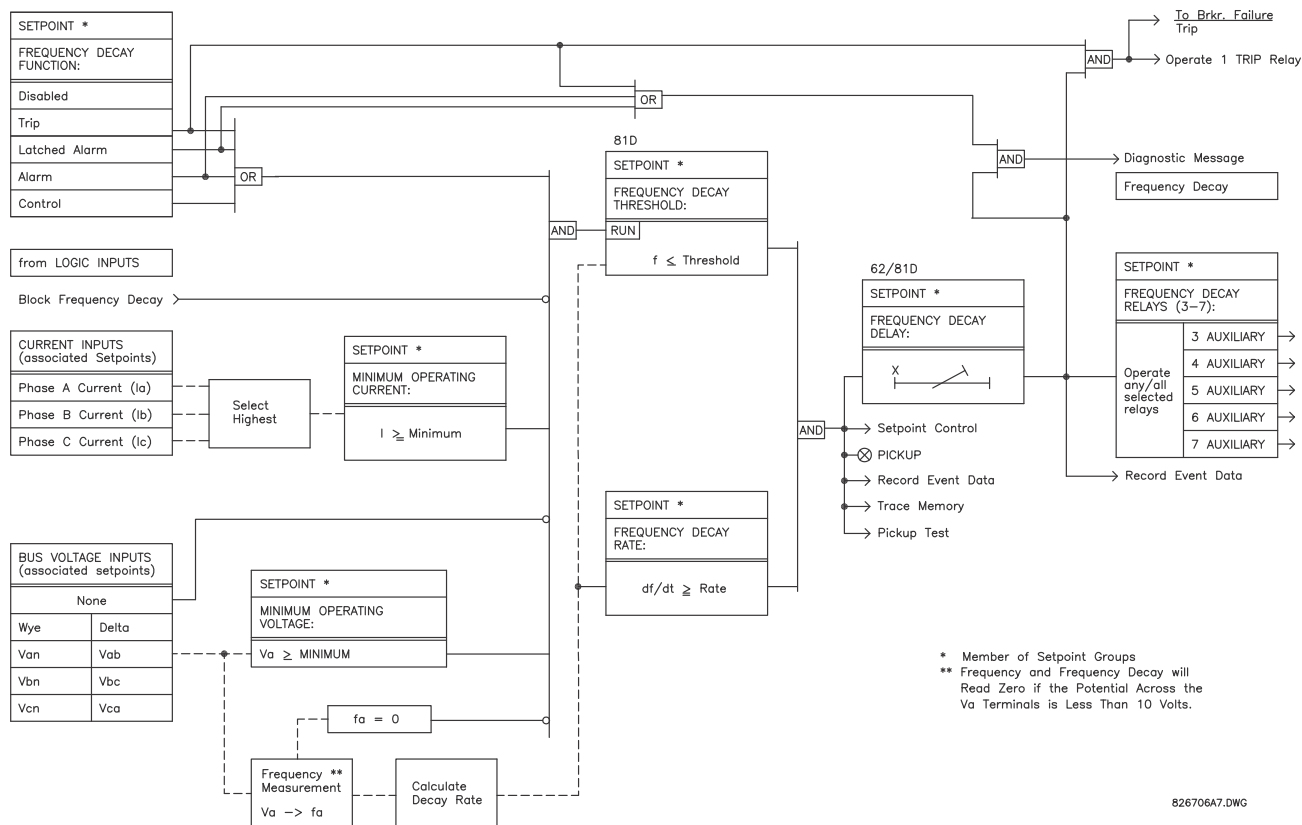 SETPOINT *
FREQUENCY DECAY
FUNCTION:
Disabled
Trip
Latched Alarm
Alarm
Control
OR
from LOGIC INPUTS
Block Frequency Decay
CURRENT INPUTS
(associated Setpoints)
Phase A Current (Ia)
Phase B Current (Ib)
Phase C Current (Ic)
Select
Highest
SETPOINT *
MINIMUM OPERATING
CURRENT:
I ≥ Minimum
BUS VOLTAGE INPUTS
(associated setpoints)
None
Wye Delta
Van Vab
Vbn Vbc
Vcn Vca
SETPOINT *
MINIMUM OPERATING
VOLTAGE:
Va ≥ MINIMUM
fa = 0
Frequency **
Measurement
Va -> fa
Calculate
Decay Rate
AND
OR
81D
SETPOINT *
FREQUENCY DECAY
THRESHOLD:
RUN
f ≤ Threshold
SETPOINT *
FREQUENCY DECAY
RATE:
df/dt ≥ Rate
AND
62/81D
SETPOINT *
FREQUENCY DECAY
DELAY:
X
Setpoint Control
PICKUP
Record Event Data
Trace Memory
Pickup Test
AND
To Brkr. Failure
Trip
Operate 1 TRIP Relay
AND
Diagnostic Message
Frequency Decay
SETPOINT *
FREQUENCY DECAY
RELAYS (3-7):
Operate
any/all
selected
relays
3 AUXILIARY
4 AUXILIARY
5 AUXILIARY
6 AUXILIARY
7 AUXILIARY
Record Event Data
* Member of Setpoint Groups
** Frequency and Frequency Decay will
Read Zero if the Potential Across the
Va Terminals is Less Than 10 Volts.
826706A7.DWG